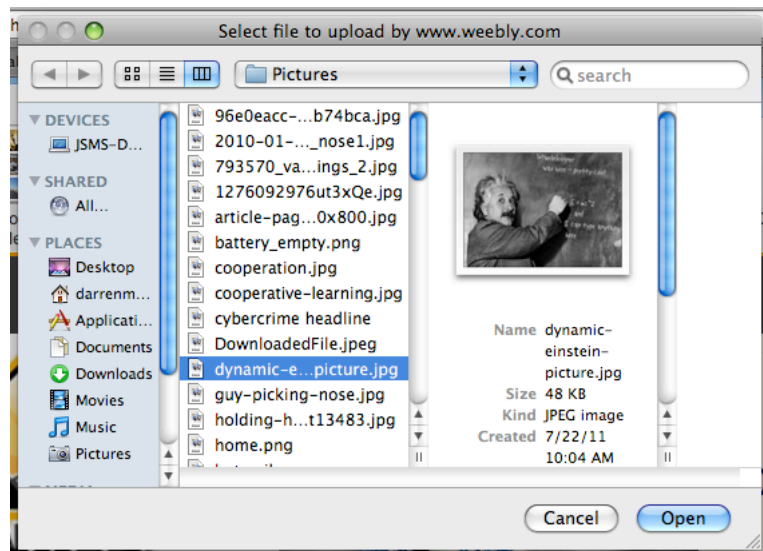 Select file to upload by www.weebly.com
Pictures
search
DEVICES
JSMS-D...
SHARED
All...
PLACES
Desktop
darrenm...
Applicati...
Documents
Downloads
Movies
Music
Pictures
96e0eacc-...b74bca.jpg
2010-01-..._nose1.jpg
793570_va...ings_2.jpg
1276092976ut3xQe.jpg
article-pag...0x800.jpg
battery_empty.png
cooperation.jpg
cooperative-learning.jpg
cybercrime headline
DownloadedFile.jpeg
dynamic-e...picture.jpg
guy-picking-nose.jpg
holding-h...t13483.jpg
home.png
Name dynamic-
einstein-
picture.jpg
Size 48 KB
Kind JPEG image
Created 7/22/11
10:04 AM
Cancel
Open